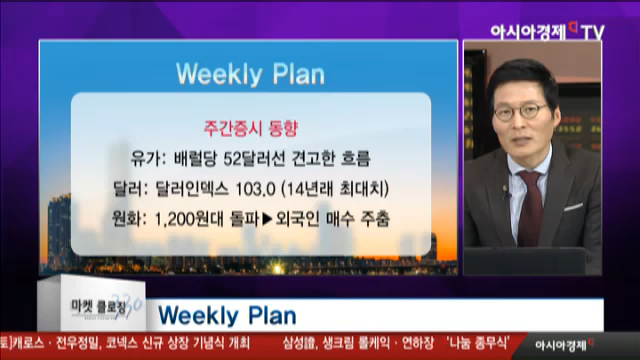 아시아경제 TV
Weekly Plan
주간증시 동향
유가: 배럴당 52달러선 견고한 흐름
달러: 달러인덱스 103.0 (14년래 최대치)
원화: 1,200원대 돌파▶외국인 매수 주춤
마켓 클로징
330
Weekly Plan
토]캐로스·전우정밀, 코넥스 신규 상장 기념식 개최 삼성證, 생크림 롤케익·연하장 '나눔 종무식'
아시아경제